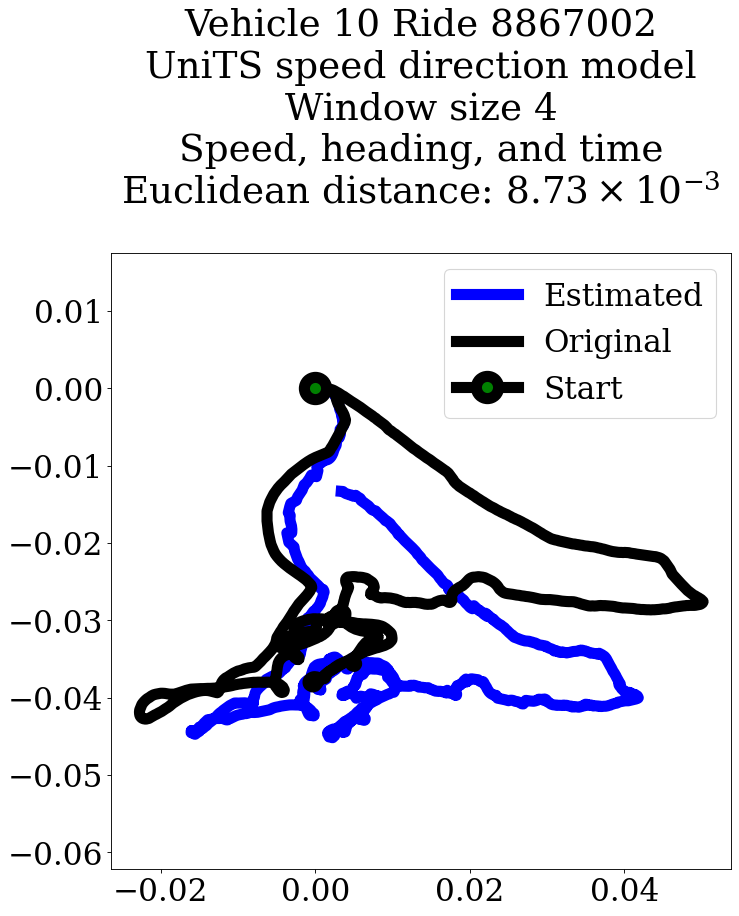 Vehicle 10 Ride 8867002
UniTS speed direction model
Window size 4
Speed, heading, and time
Euclidean distance: 8.73 × 10⁻³
Estimated
Original
Start
0.01
0.00
−0.01
−0.02
−0.03
−0.04
−0.05
−0.06
−0.02 0.00 0.02 0.04